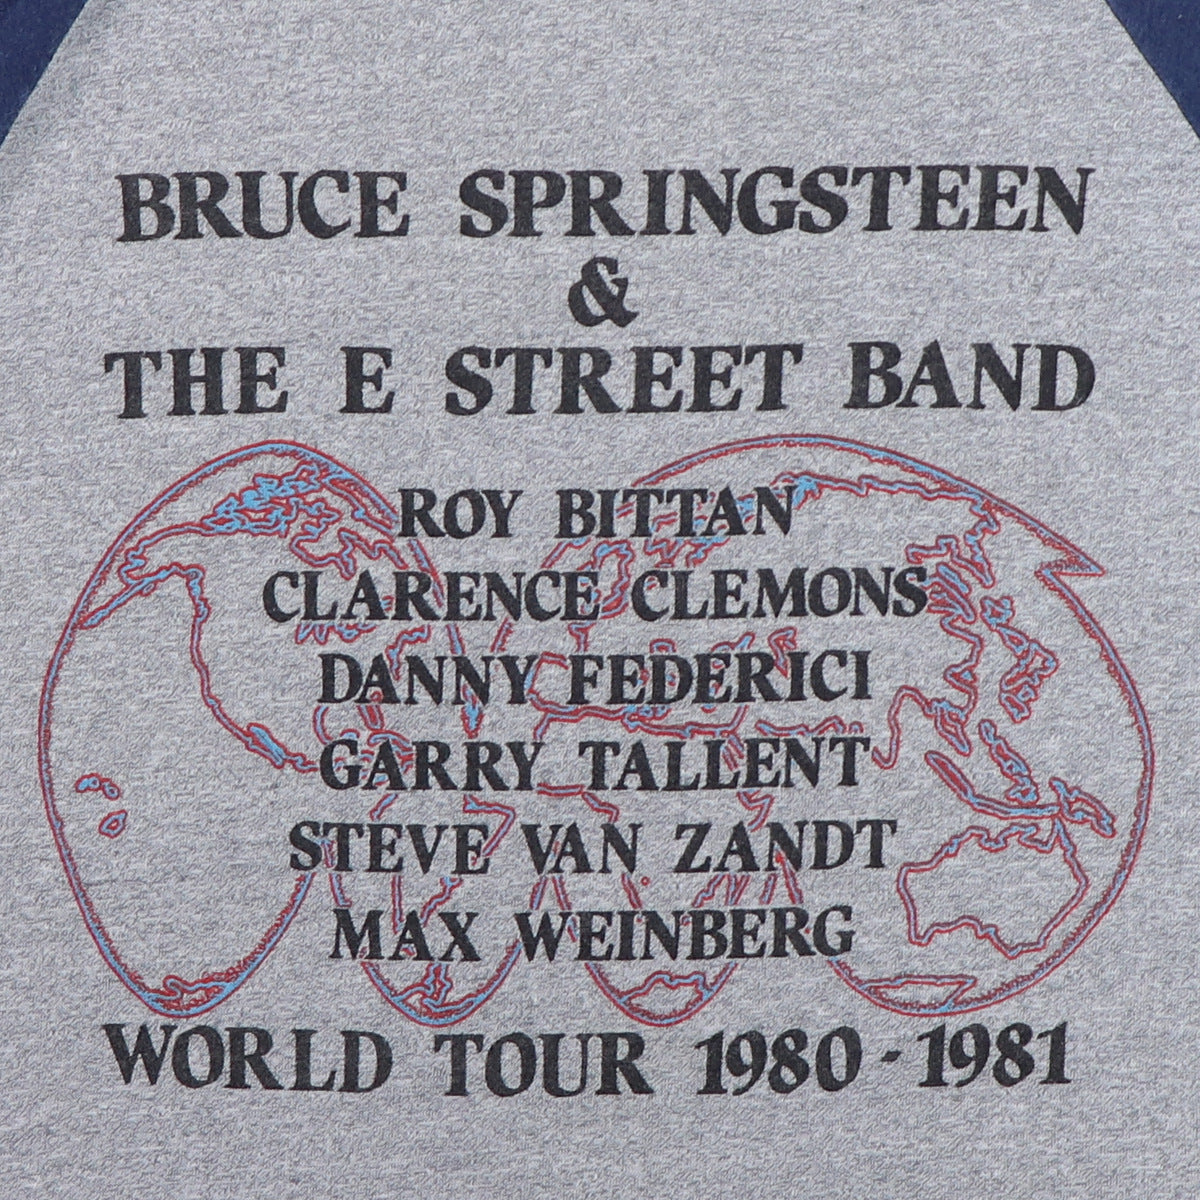 BRUCE SPRINGSTEEN
&
THE E STREET BAND
ROY BITTAN
CLARENCE CLEMONS
DANNY FEDERICI
GARRY TALLENT
STEVE VAN ZANDT
MAX WEINBERG
WORLD TOUR 1980-1981